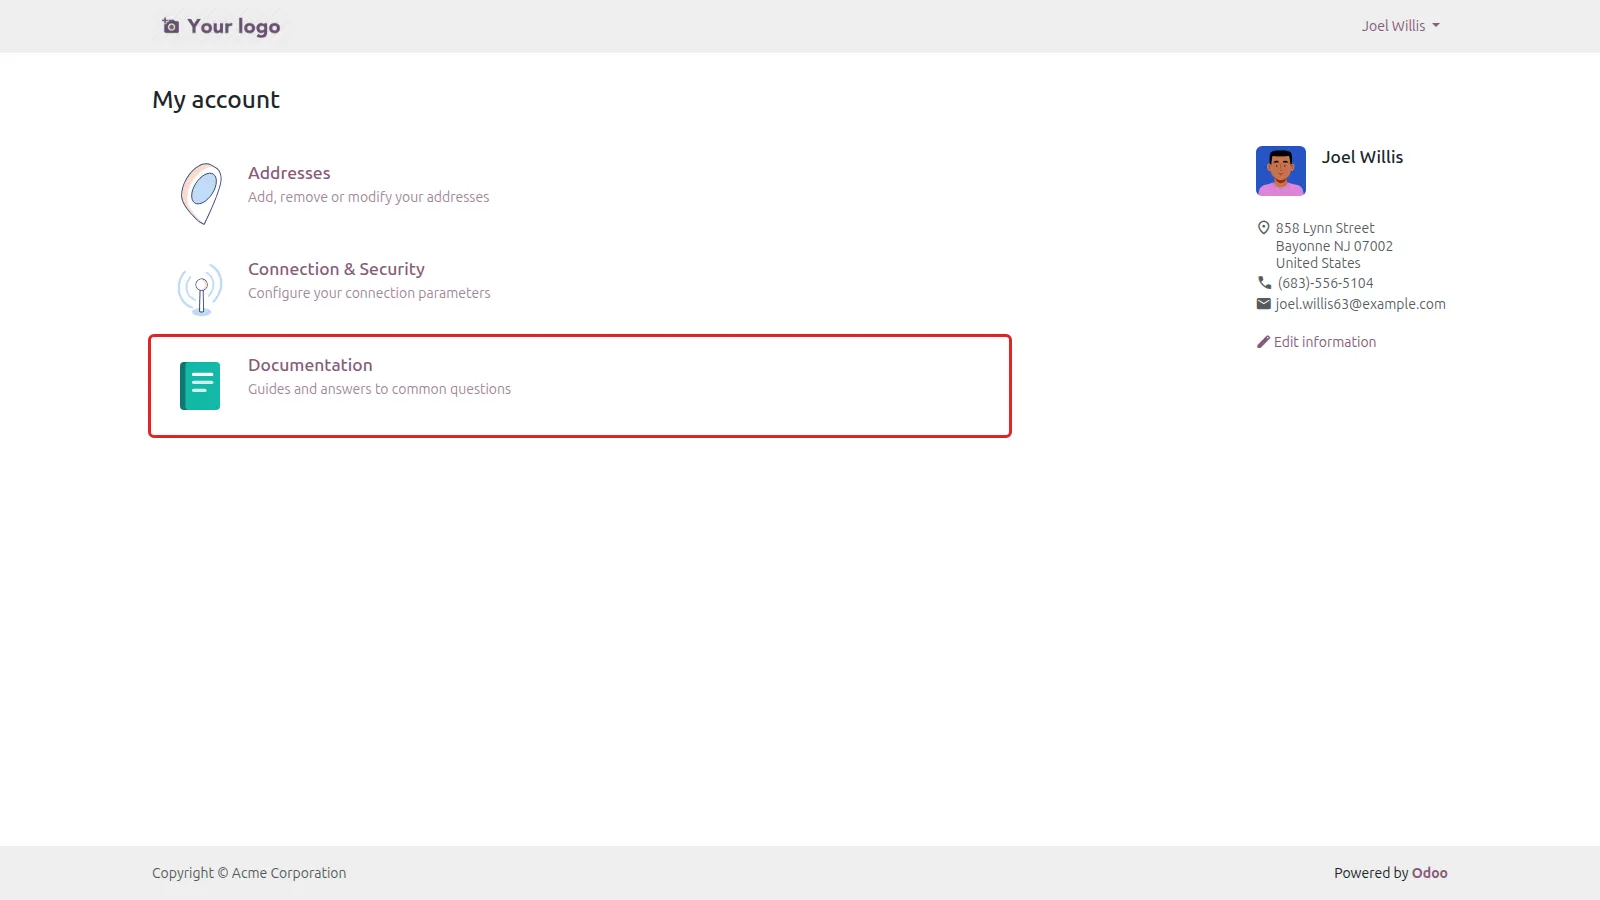 Your logo
Joel Willis
My account
Addresses
Add, remove or modify your addresses
Connection & Security
Configure your connection parameters
Documentation
Guides and answers to common questions
Joel Willis
858 Lynn Street
Bayonne NJ 07002
United States
(683)-556-5104
joel.willis63@example.com
Edit information
Copyright © Acme Corporation
Powered by Odoo